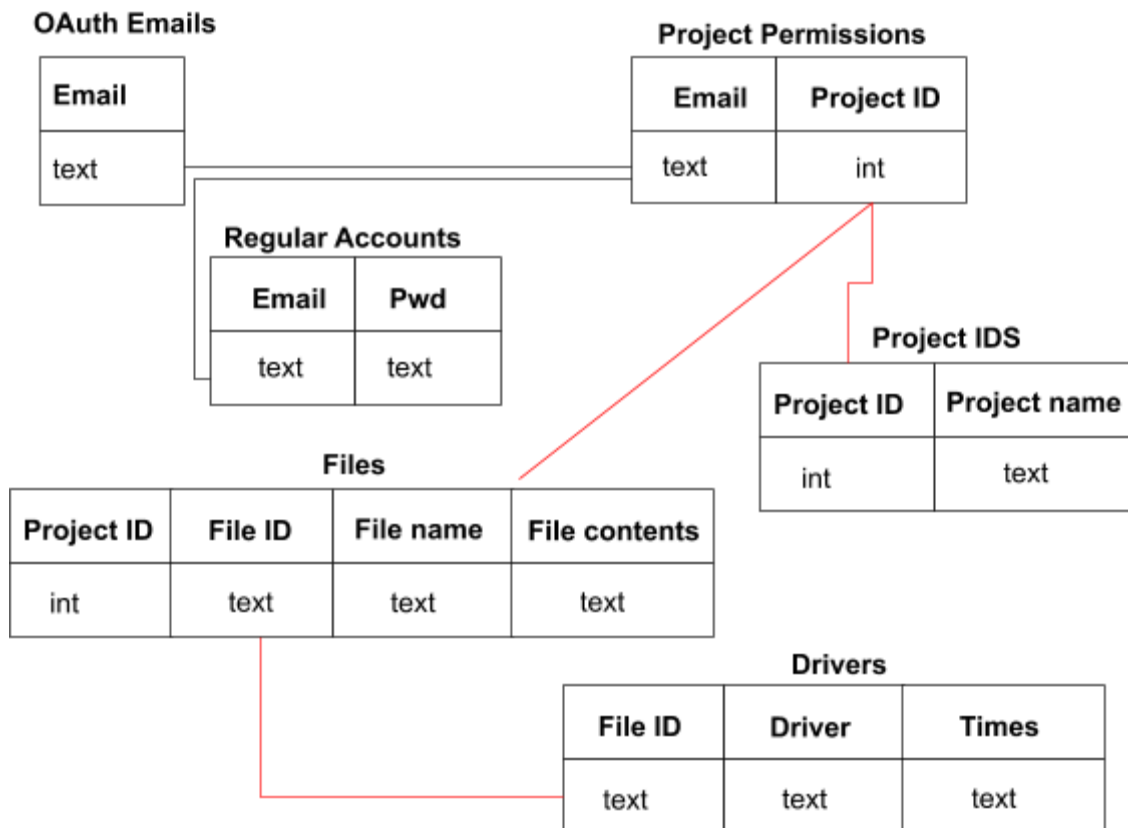 OAuth Emails
Email
text
Project Permissions
Email Project ID
text int
Regular Accounts
Email Pwd
text text
Project IDS
Project ID Project name
int text
Files
Project ID File ID File name File contents
int text text text
Drivers
File ID Driver Times
text text text